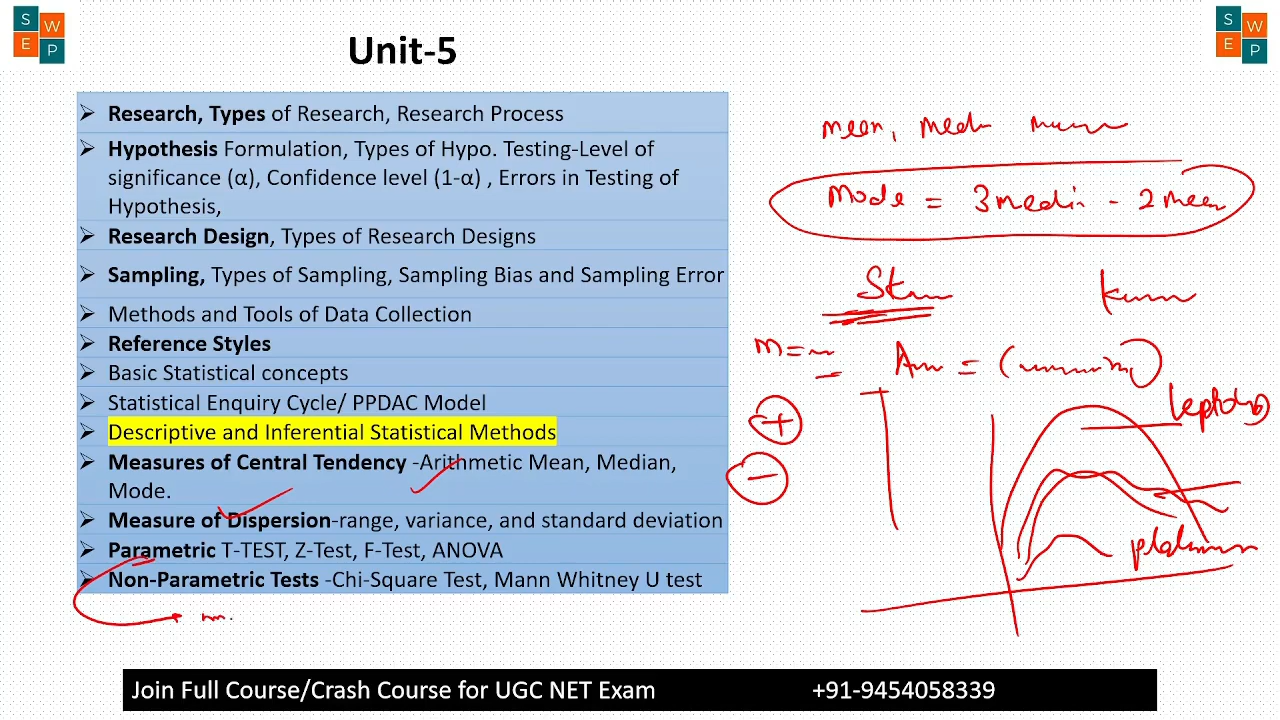 S W E P
S W E P
Unit-5
➢ Research, Types of Research, Research Process
➢ Hypothesis Formulation, Types of Hypo. Testing-Level of
significance (α), Confidence level (1-α) , Errors in Testing of
Hypothesis,
➢ Research Design, Types of Research Designs
➢ Sampling, Types of Sampling, Sampling Bias and Sampling Error
➢ Methods and Tools of Data Collection
➢ Reference Styles
➢ Basic Statistical concepts
➢ Statistical Enquiry Cycle/ PPDAC Model
➢ Descriptive and Inferential Statistical Methods
➢ Measures of Central Tendency -Arithmetic Mean, Median,
Mode.
➢ Measure of Dispersion-range, variance, and standard deviation
➢ Parametric T-TEST, Z-Test, F-Test, ANOVA
➢ Non-Parametric Tests -Chi-Square Test, Mann Whitney U test
mean,
Mode = 3 - 2 mean
m =
=
+
−
Join Full Course/Crash Course for UGC NET Exam +91-9454058339